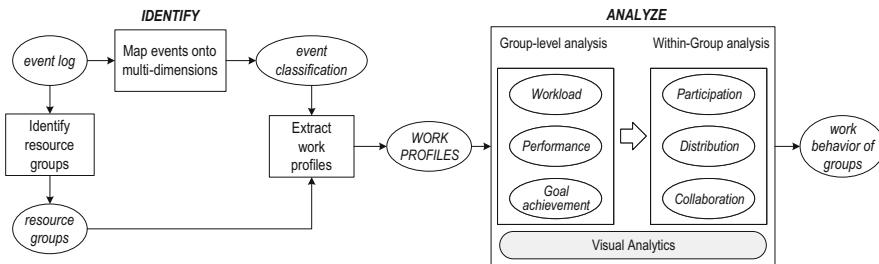 IDENTIFY
event log
Map events onto
multi-dimensions
event
classification
Identify
resource
groups
Extract
work
profiles
resource
groups
WORK
PROFILES
ANALYZE
Group-level analysis
Workload
Performance
Goal
achievement
Within-Group analysis
Participation
Distribution
Collaboration
Visual Analytics
work
behavior of
groups